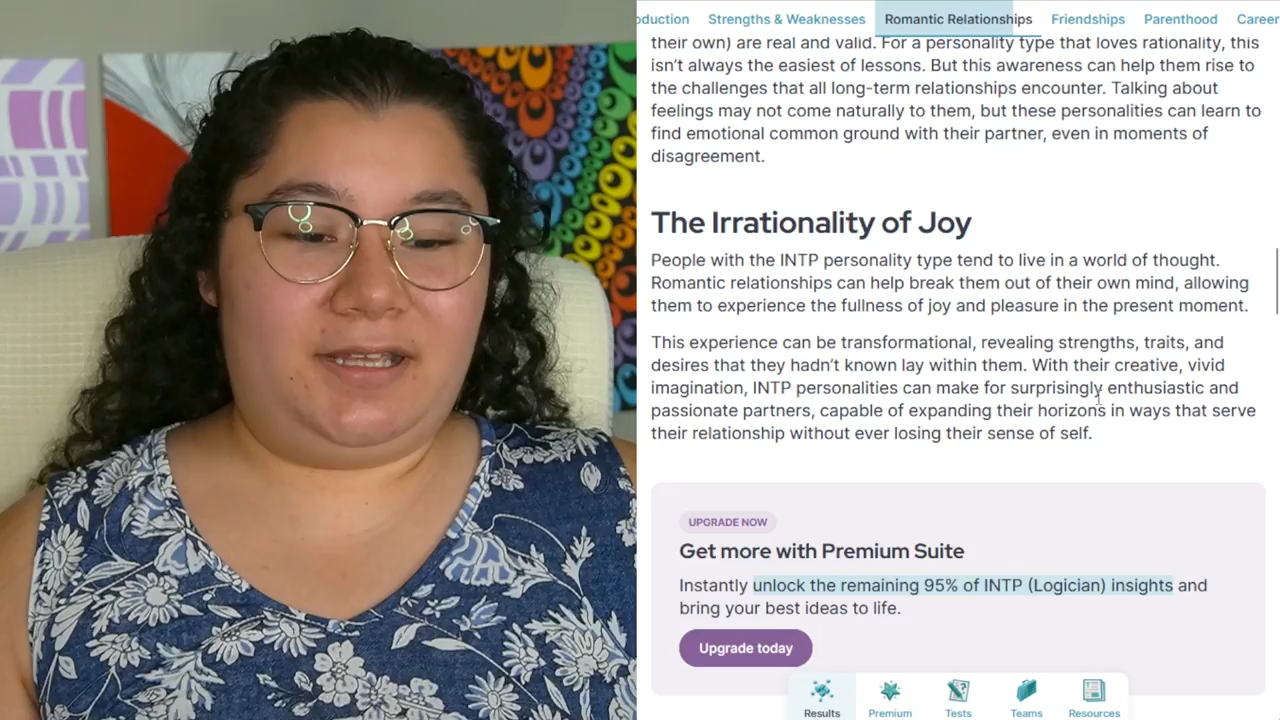 oduction Strengths & Weaknesses Romantic Relationships Friendships Parenthood Career
their own) are real and valid. For a personality type that loves rationality, this
isn't always the easiest of lessons. But this awareness can help them rise to
the challenges that all long-term relationships encounter. Talking about
feelings may not come naturally to them, but these personalities can learn to
find emotional common ground with their partner, even in moments of
disagreement.
The Irrationality of Joy
People with the INTP personality type tend to live in a world of thought.
Romantic relationships can help break them out of their own mind, allowing
them to experience the fullness of joy and pleasure in the present moment.
This experience can be transformational, revealing strengths, traits, and
desires that they hadn't known lay within them. With their creative, vivid
imagination, INTP personalities can make for surprisingly enthusiastic and
passionate partners, capable of expanding their horizons in ways that serve
their relationship without ever losing their sense of self.
UPGRADE NOW
Get more with Premium Suite
Instantly unlock the remaining 95% of INTP (Logician) insights and
bring your best ideas to life.
Upgrade today
Results Premium Tests Teams Resources